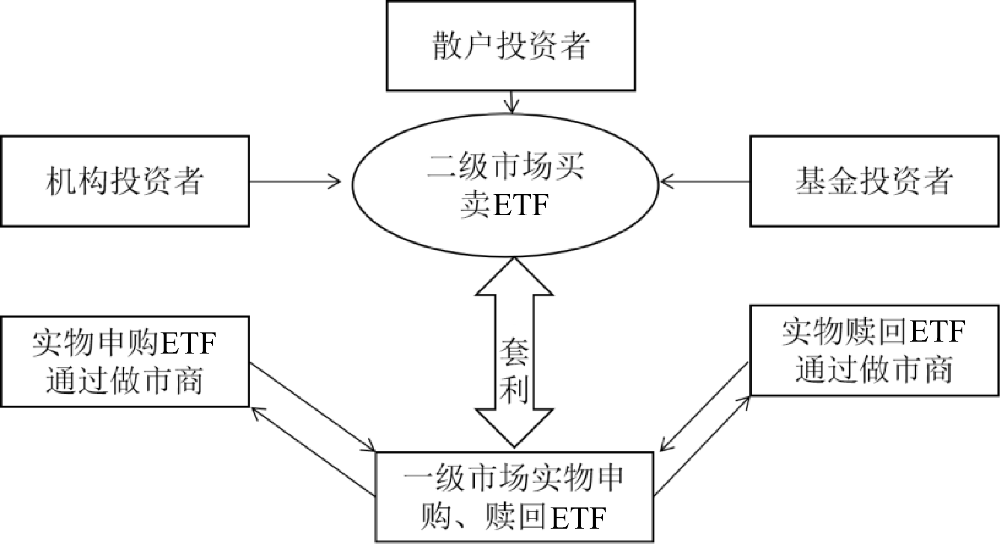 散户投资者
机构投资者
二级市场买
卖ETF
基金投资者
实物申购ETF
通过做市商
套
利
实物赎回ETF
通过做市商
一级市场实物申
购、赎回ETF